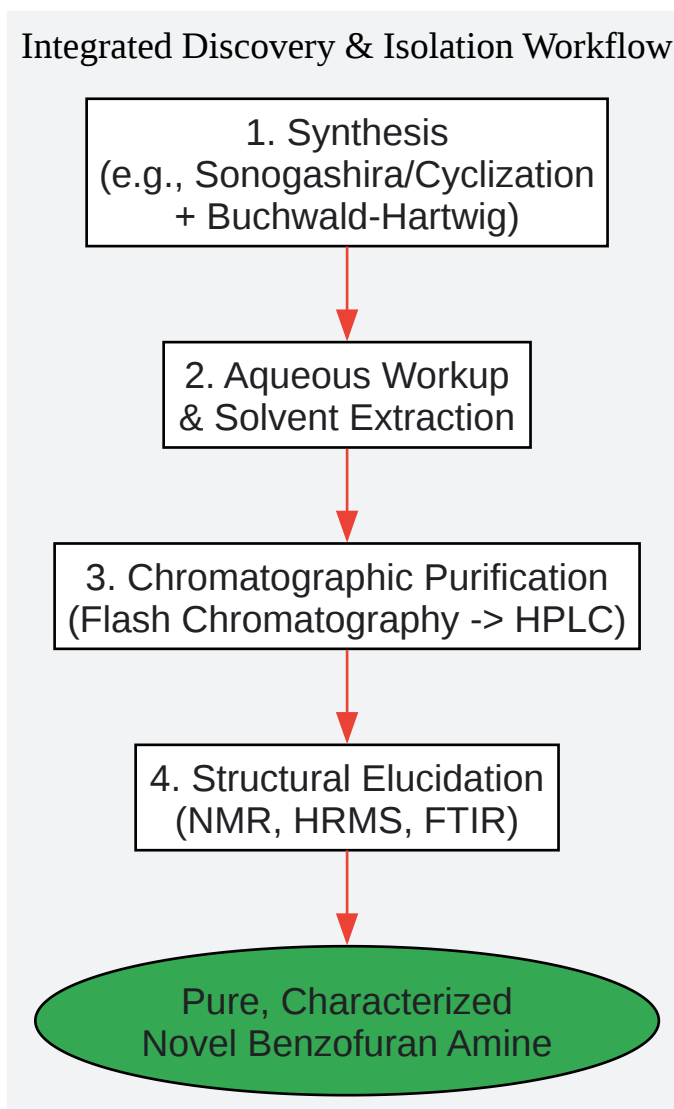 Integrated Discovery & Isolation Workflow
1. Synthesis
(e.g., Sonogashira/Cyclization
+ Buchwald-Hartwig)
2. Aqueous Workup
& Solvent Extraction
3. Chromatographic Purification
(Flash Chromatography -> HPLC)
4. Structural Elucidation
(NMR, HRMS, FTIR)
Pure, Characterized
Novel Benzofuran Amine